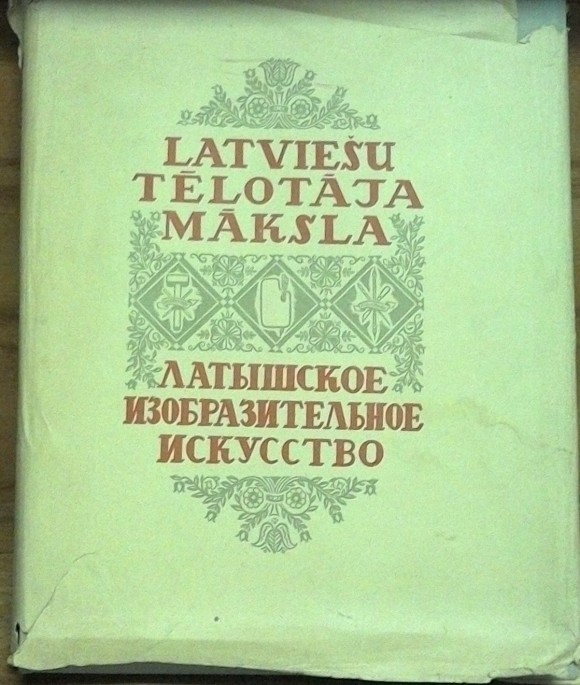 LATVIEŠU
TĒLOTĀJA
MĀKSLA
ЛАТЫШСКОЕ
ИЗОБРАЗИТЕЛЬНОЕ
ИСКУССТВО